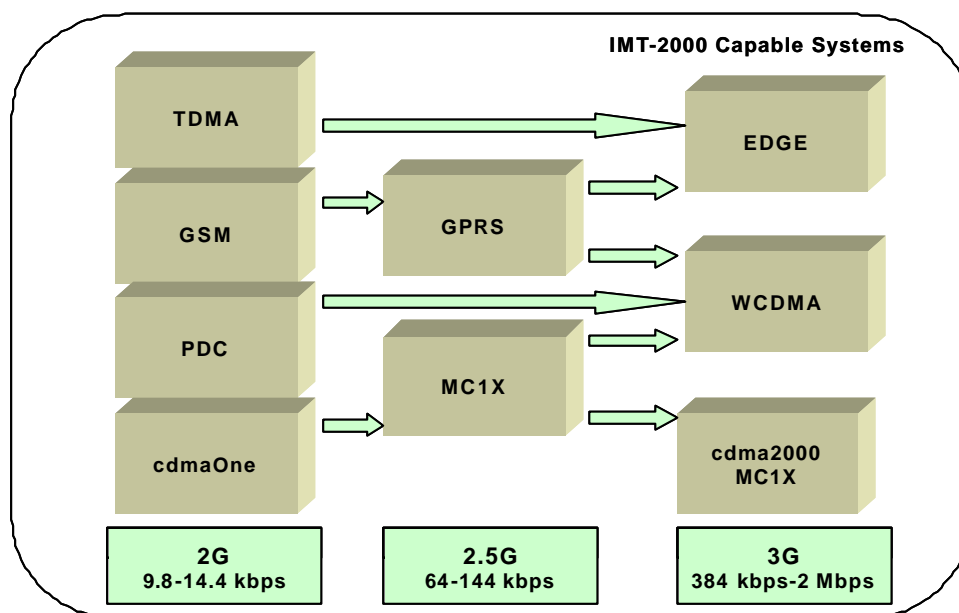 IMT-2000 Capable Systems
TDMA
EDGE
GSM
GPRS
WCDMA
PDC
MC1X
cdmaOne
cdma2000
MC1X
2G
9.8-14.4 kbps
2.5G
64-144 kbps
3G
384 kbps-2 Mbps